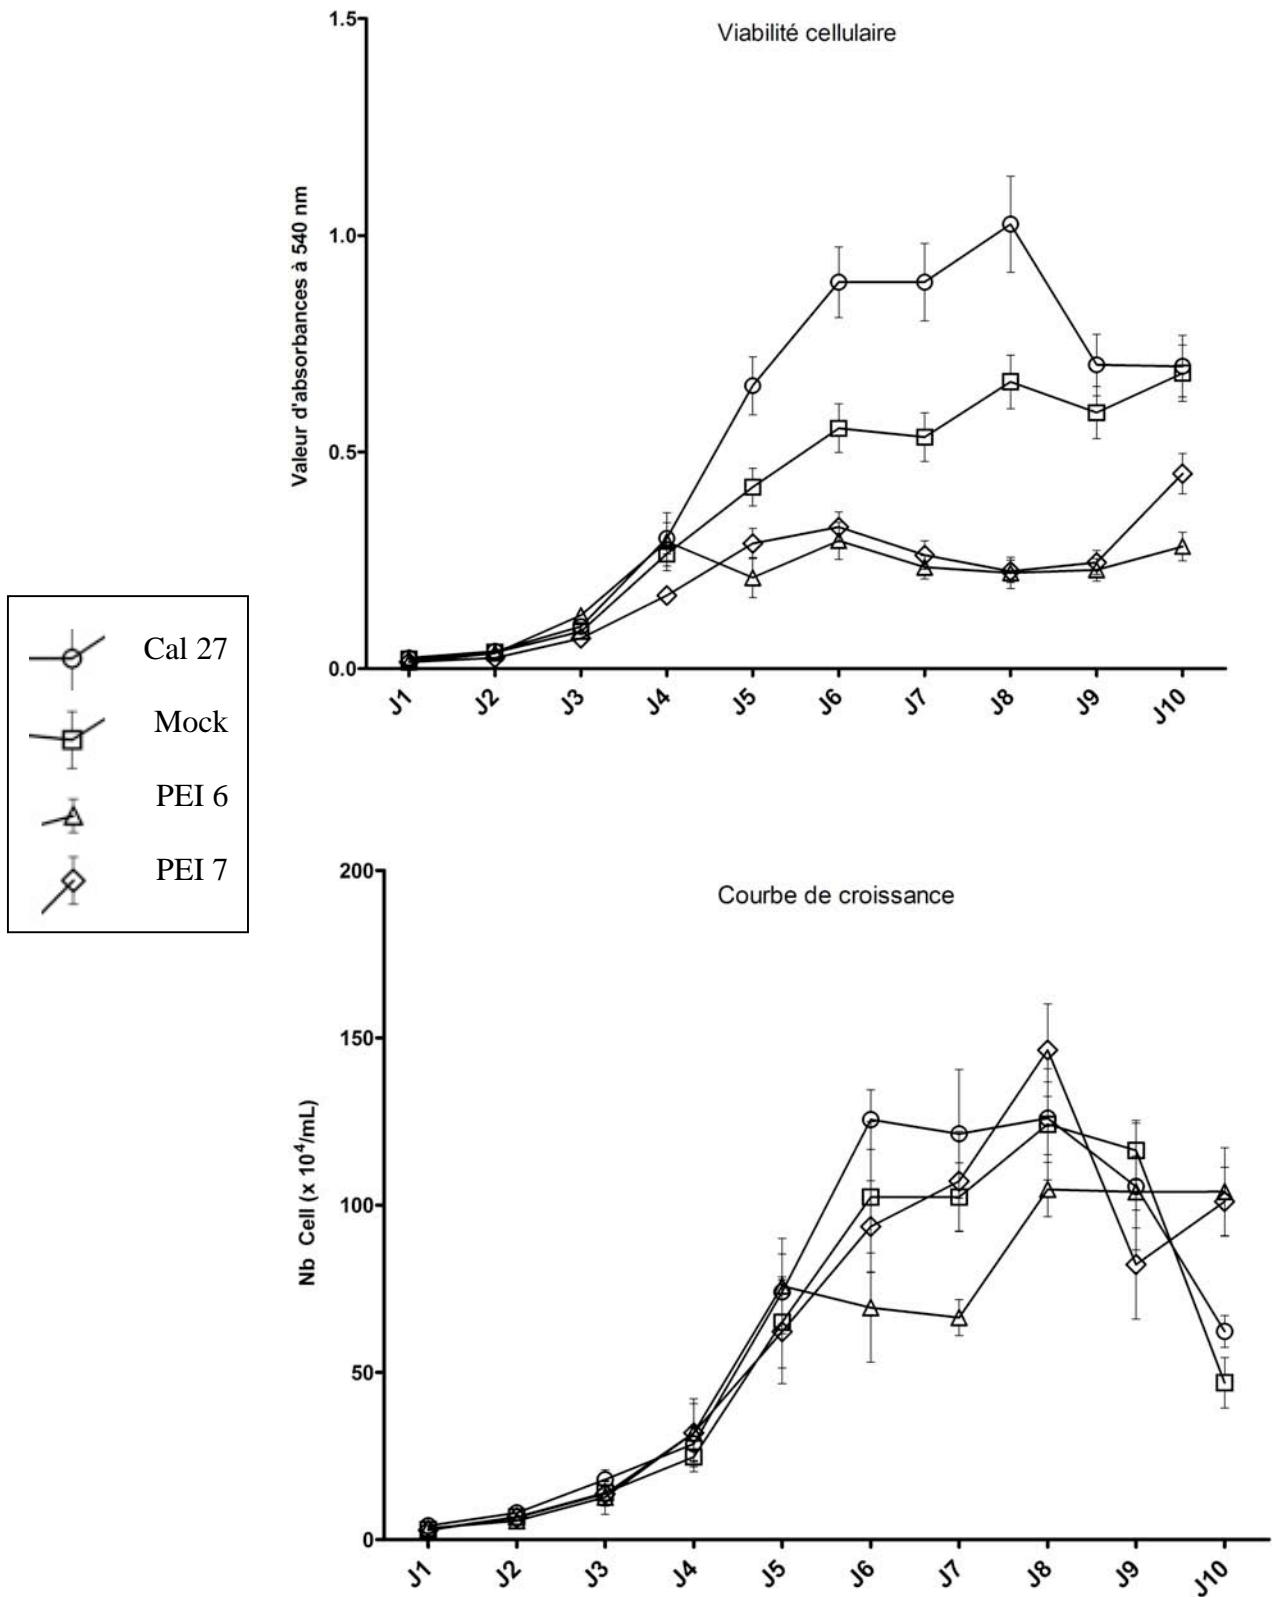 Viabilité cellulaire
Valeur d'absorbances à 540 nm
1.5
1.0
0.5
0.0
J1 J2 J3 J4 J5 J6 J7 J8 J9 J10
Cal 27
Mock
PEI 6
PEI 7
Courbe de croissance
Nb Cell (x 10⁴/mL)
200
150
100
50
0
J1 J2 J3 J4 J5 J6 J7 J8 J9 J10